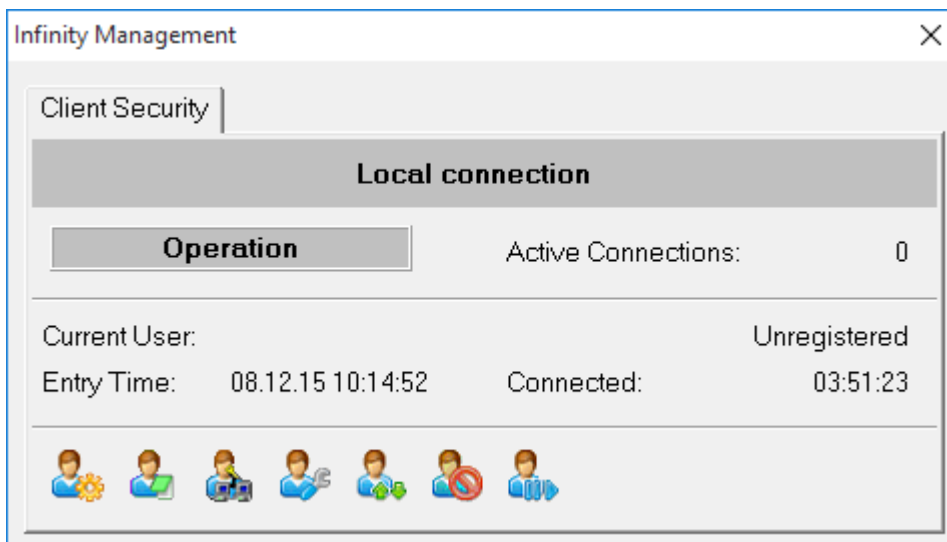 Infinity Management
Client Security
Local connection
Operation Active Connections: 0
Current User: Unregistered
Entry Time: 08.12.15 10:14:52 Connected: 03:51:23